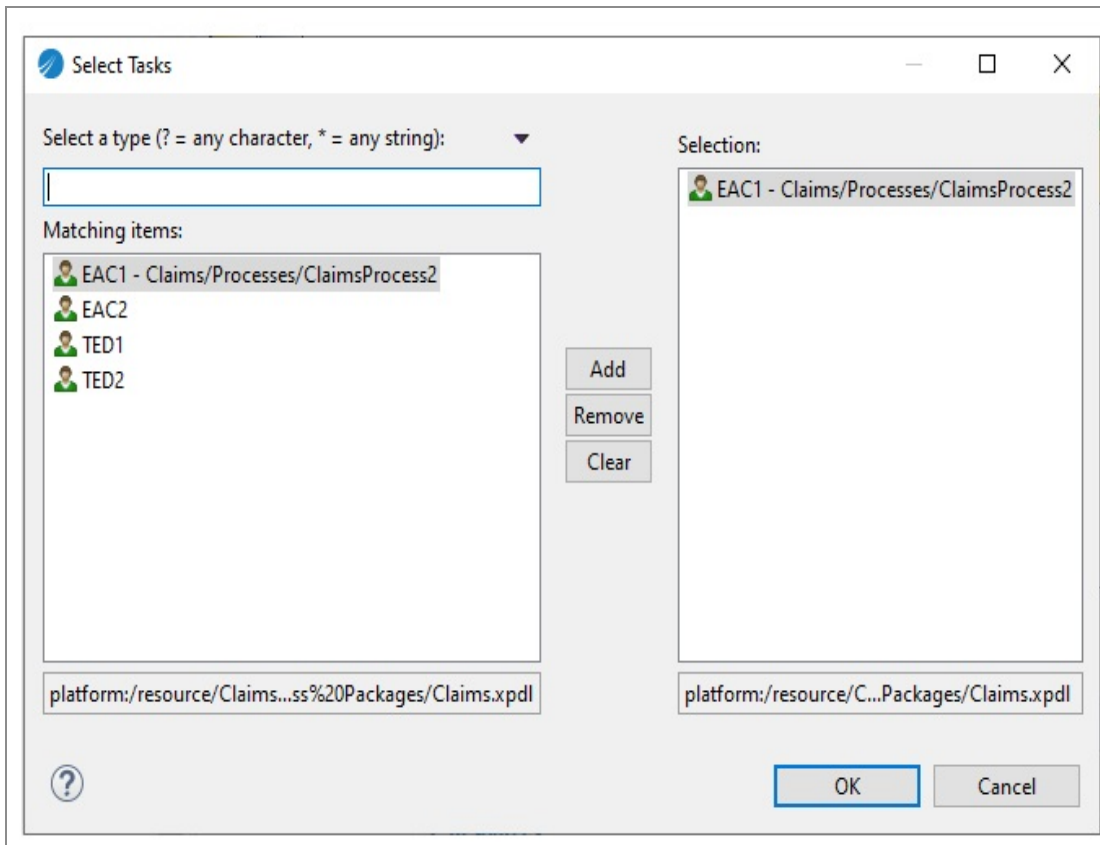 Select Tasks
Select a type (? = any character, * = any string):
Selection:
EAC1 - Claims/Processes/ClaimsProcess2
Matching items:
EAC1 - Claims/Processes/ClaimsProcess2
EAC2
TED1
TED2
Add
Remove
Clear
platform:/resource/Claims...ss%20Packages/Claims.xpdl
platform:/resource/C...Packages/Claims.xpdl
?
OK
Cancel